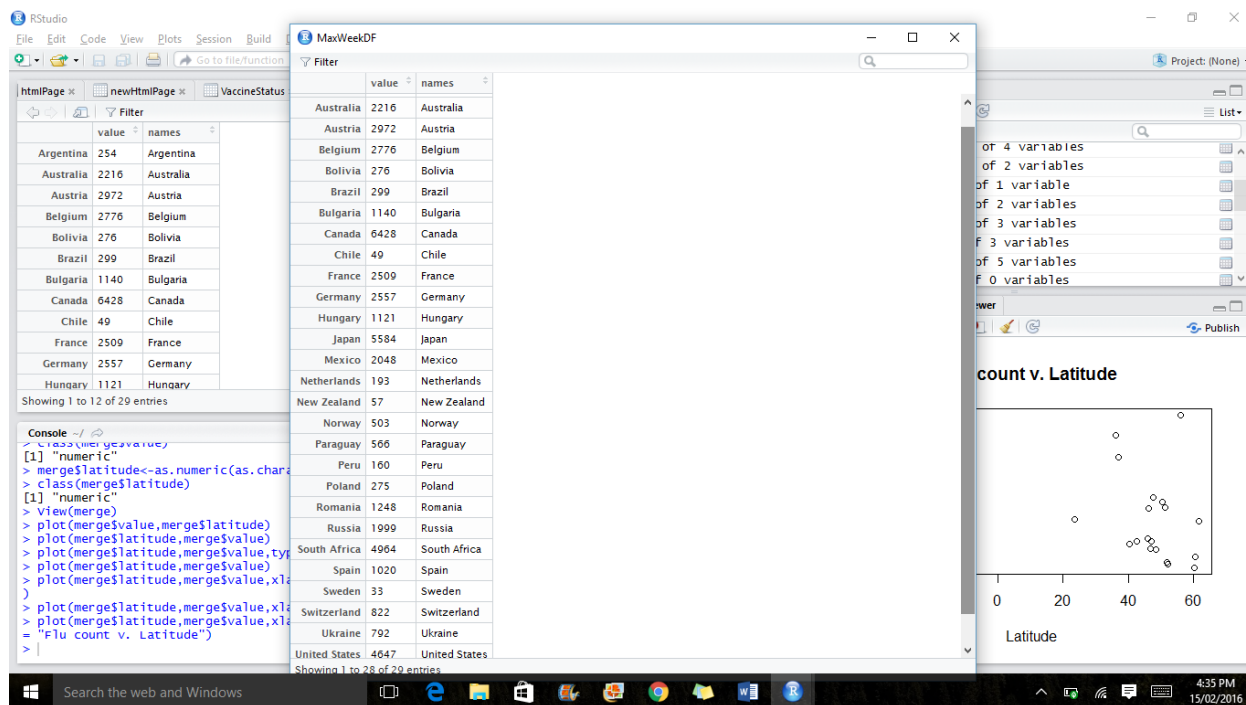 RStudio
File Edit Code View Plots Session Build
Go to file/function
Project: (None)
htmlPage newHtmlPage VaccineStatus
Filter
value names
Argentina 254 Argentina
Australia 2216 Australia
Austria 2972 Austria
Belgium 2776 Belgium
Bolivia 276 Bolivia
Brazil 299 Brazil
Bulgaria 1140 Bulgaria
Canada 6428 Canada
Chile 49 Chile
France 2509 France
Germany 2557 Germany
Hungary 1121 Hungary
Showing 1 to 12 of 29 entries
Console ~/
> class(merge$value)
[1] "numeric"
> merge$latitude<-as.numeric(as.chara
> class(merge$latitude)
[1] "numeric"
> View(merge)
> plot(merge$value,merge$latitude)
> plot(merge$latitude,merge$value)
> plot(merge$latitude,merge$value,typ
> plot(merge$latitude,merge$value)
> plot(merge$latitude,merge$value,xla
)
> plot(merge$latitude,merge$value,xla
> plot(merge$latitude,merge$value,xla
= "Flu count v. Latitude")
>
MaxWeekDF
Filter
value names
Australia 2216 Australia
Austria 2972 Austria
Belgium 2776 Belgium
Bolivia 276 Bolivia
Brazil 299 Brazil
Bulgaria 1140 Bulgaria
Canada 6428 Canada
Chile 49 Chile
France 2509 France
Germany 2557 Germany
Hungary 1121 Hungary
Japan 5584 Japan
Mexico 2048 Mexico
Netherlands 193 Netherlands
New Zealand 57 New Zealand
Norway 503 Norway
Paraguay 566 Paraguay
Peru 160 Peru
Poland 275 Poland
Romania 1248 Romania
Russia 1999 Russia
South Africa 4964 South Africa
Spain 1020 Spain
Sweden 33 Sweden
Switzerland 822 Switzerland
Ukraine 792 Ukraine
United States 4647 United States
Showing 1 to 28 of 29 entries
List
of 4 variables
of 2 variables
of 1 variable
of 2 variables
of 3 variables
f 3 variables
of 5 variables
f 0 variables
ewer
Publish
count v. Latitude
0 20 40 60
Latitude
Search the web and Windows
4:35 PM
15/02/2016